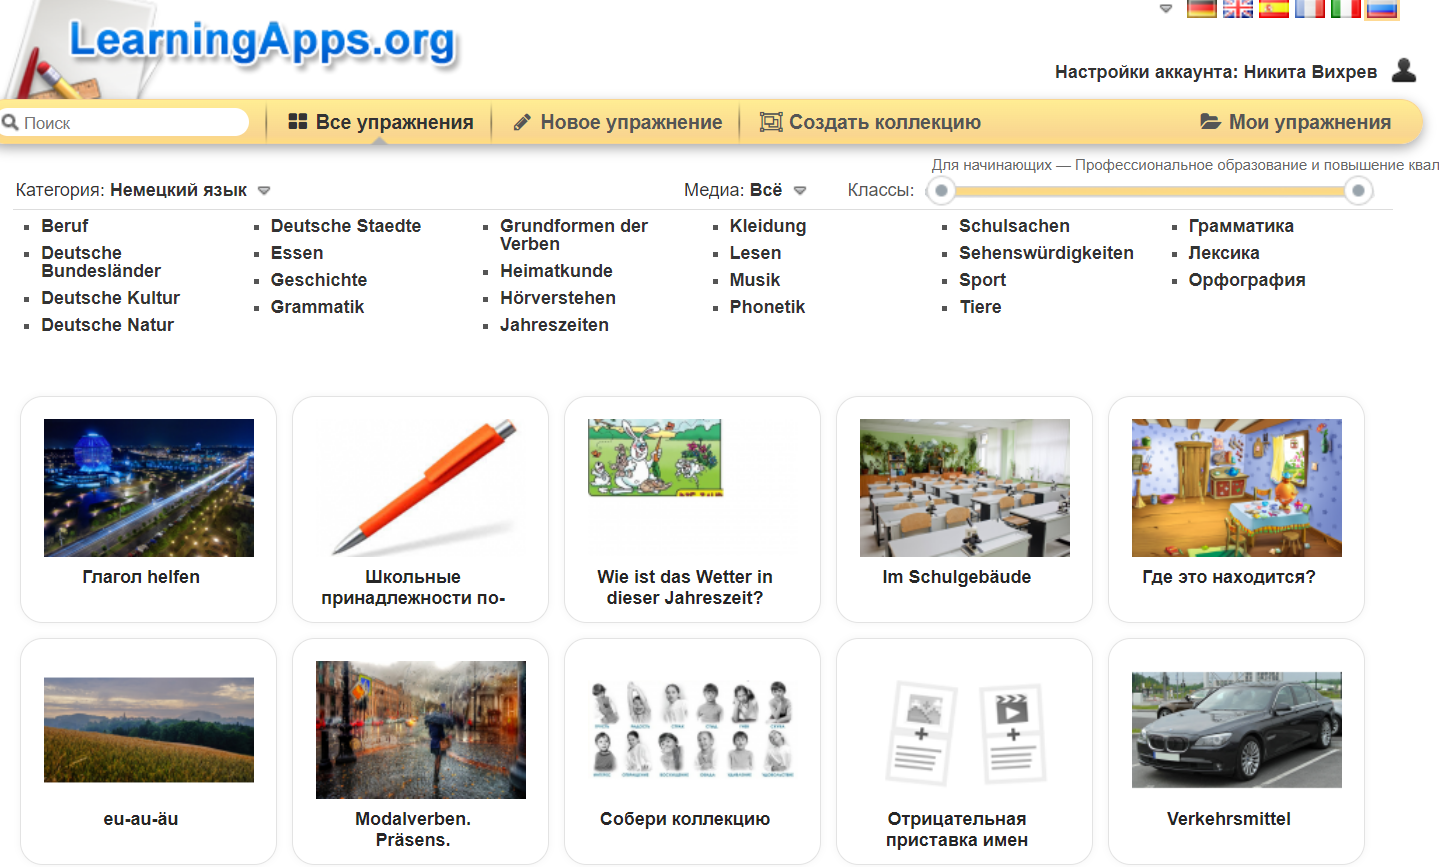 LearningApps.org
Настройки аккаунта: Никита Вихрев
Поиск
Все упражнения
Новое упражнение
Создать коллекцию
Мои упражнения
Для начинающих — Профессиональное образование и повышение квал
Категория: Немецкий язык
Медиа: Всё
Классы:
Beruf
Deutsche
Bundesländer
Deutsche Kultur
Deutsche Natur
Deutsche Staedte
Essen
Geschichte
Grammatik
Grundformen der
Verben
Heimatkunde
Hörverstehen
Jahreszeiten
Kleidung
Lesen
Musik
Phonetik
Schulsachen
Sehenswürdigkeiten
Sport
Tiere
Грамматика
Лексика
Орфография
Глагол helfen
Школьные
принадлежности по-
Wie ist das Wetter in
dieser Jahreszeit?
Im Schulgebäude
Где это находится?
eu-au-äu
Modalverben.
Präsens.
Собери коллекцию
Отрицательная
приставка имен
Verkehrsmittel